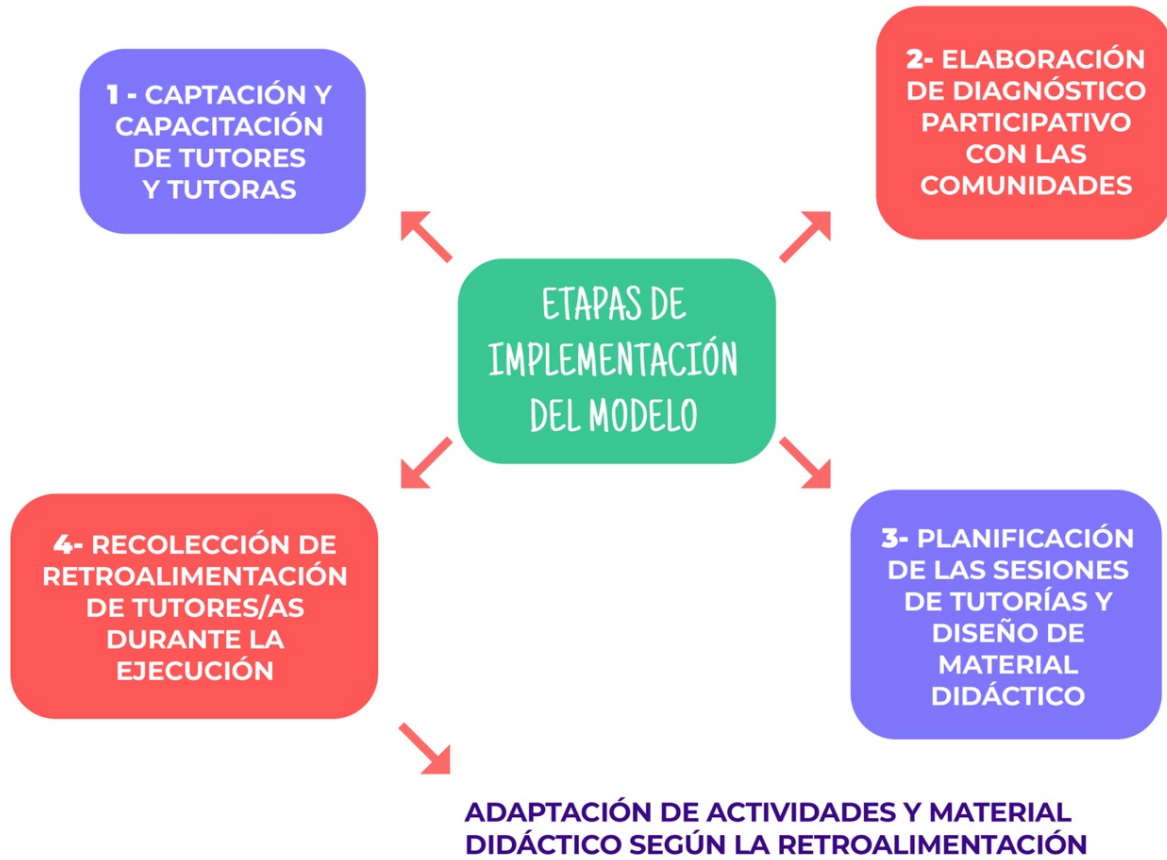 1 - CAPTACIÓN Y
CAPACITACIÓN
DE TUTORES
Y TUTORAS
2- ELABORACIÓN
DE DIAGNÓSTICO
PARTICIPATIVO
CON LAS
COMUNIDADES
ETAPAS DE
IMPLEMENTACIÓN
DEL MODELO
3- PLANIFICACIÓN
DE LAS SESIONES
DE TUTORÍAS Y
DISEÑO DE
MATERIAL
DIDÁCTICO
4- RECOLECCIÓN DE
RETROALIMENTACIÓN
DE TUTORES/AS
DURANTE LA
EJECUCIÓN
ADAPTACIÓN DE ACTIVIDADES Y MATERIAL
DIDÁCTICO SEGÚN LA RETROALIMENTACIÓN